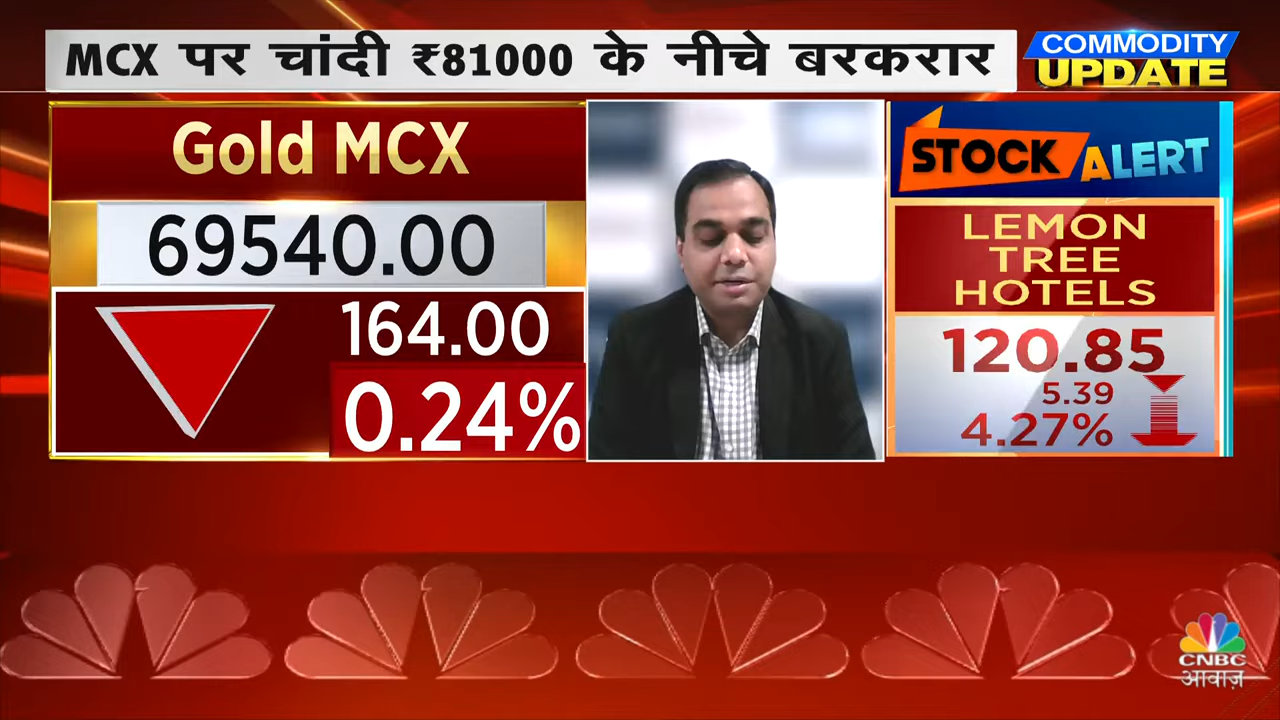 MCX पर चांदी ₹81000 के नीचे बरकरार
COMMODITY
UPDATE
Gold MCX
69540.00
164.00
0.24%
STOCK ALERT
LEMON
TREE
HOTELS
120.85
5.39
4.27%
CNBC
आवाज़